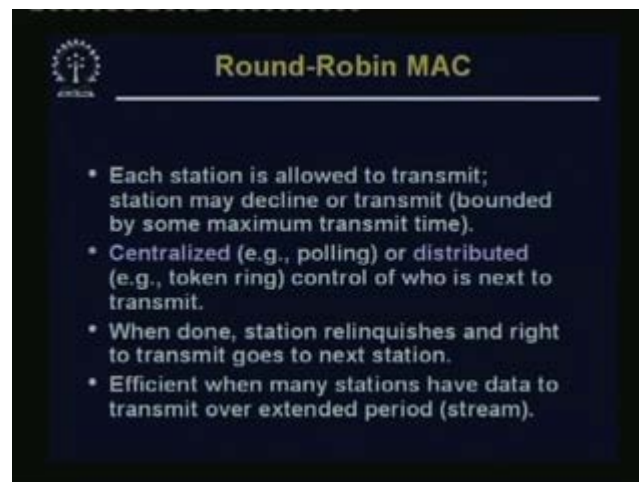 Round-Robin MAC
• Each station is allowed to transmit;
station may decline or transmit (bounded
by some maximum transmit time).
• Centralized (e.g., polling) or distributed
(e.g., token ring) control of who is next to
transmit.
• When done, station relinquishes and right
to transmit goes to next station.
• Efficient when many stations have data to
transmit over extended period (stream).